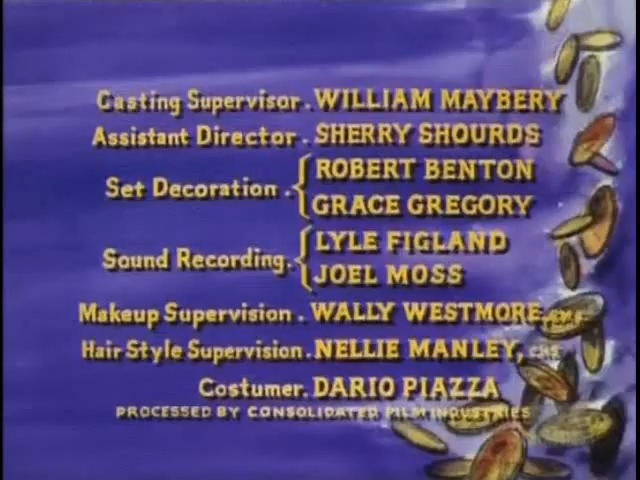 Casting Supervisor . WILLIAM MAYBERY
Assistant Director . SHERRY SHOURDS
Set Decoration . { ROBERT BENTON
GRACE GREGORY
Sound Recording . { LYLE FIGLAND
JOEL MOSS
Makeup Supervision . WALLY WESTMORE,
Hair Style Supervision . NELLIE MANLEY, CHS
Costumer . DARIO PIAZZA
PROCESSED BY CONSOLIDATED FILM INDUSTRIES